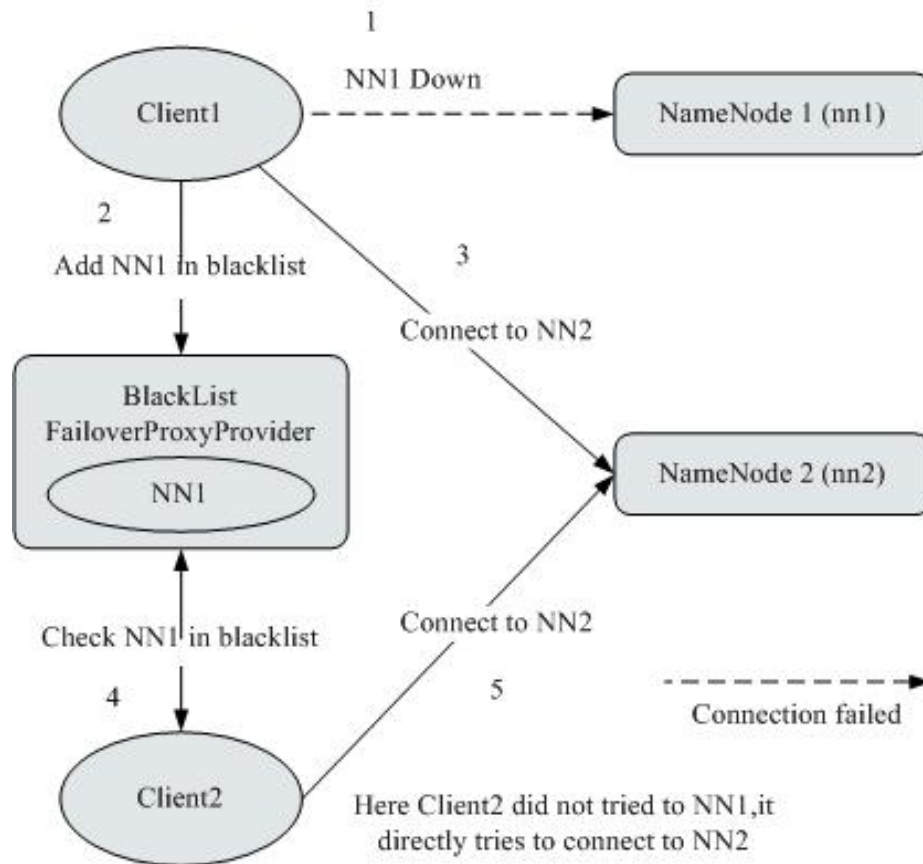 1
NN1 Down
Client1
NameNode 1 (nn1)
2
Add NN1 in blacklist
3
Connect to NN2
BlackList
FailoverProxyProvider
NN1
NameNode 2 (nn2)
Check NN1 in blacklist
Connect to NN2
4
5
Connection failed
Client2
Here Client2 did not tried to NN1,it
directly tries to connect to NN2